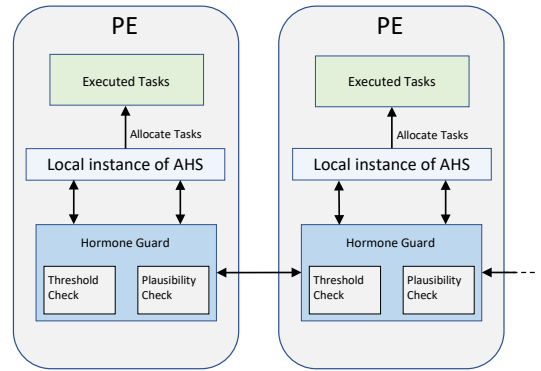 PE
Executed Tasks
Allocate Tasks
Local instance of AHS
Hormone Guard
Threshold
Check
Plausibility
Check
PE
Executed Tasks
Allocate Tasks
Local instance of AHS
Hormone Guard
Threshold
Check
Plausibility
Check